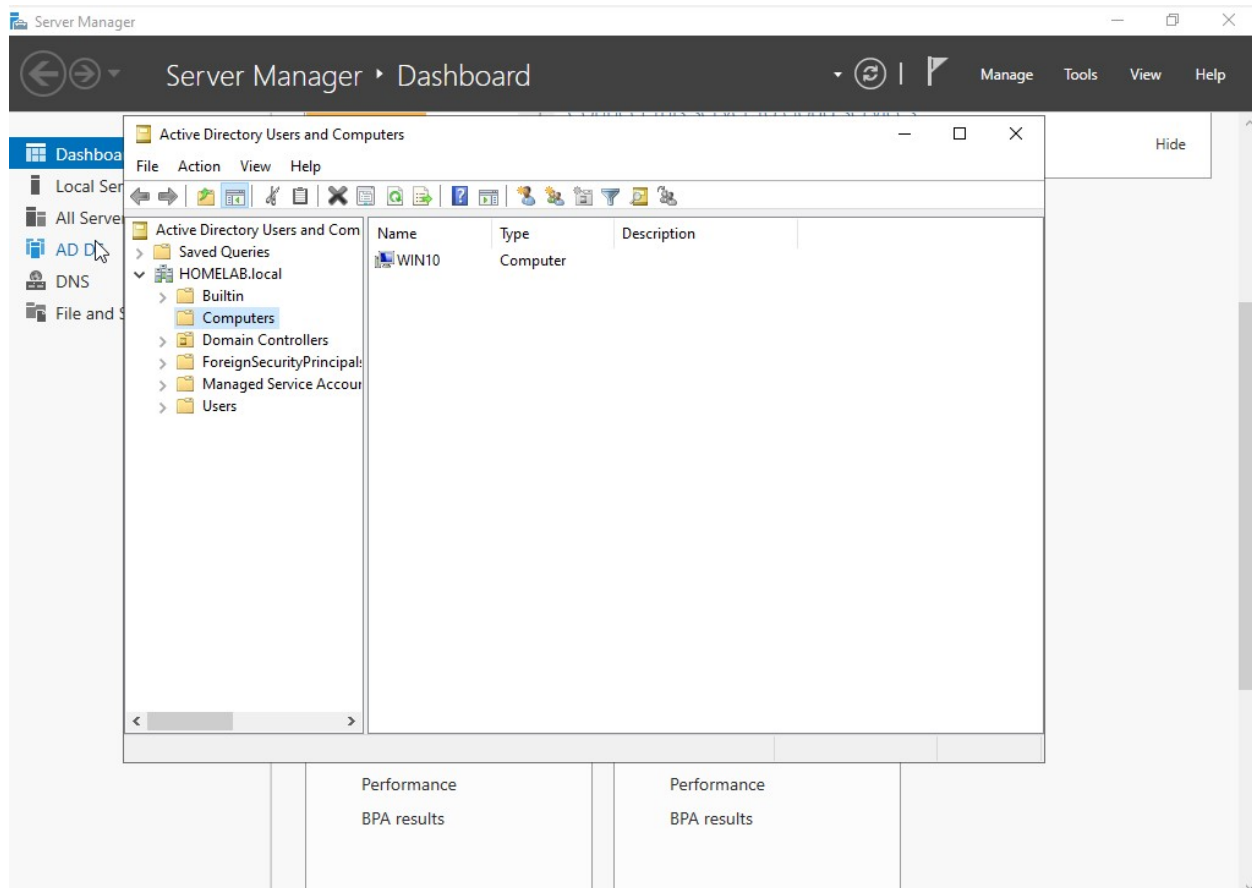 Server Manager
Server Manager • Dashboard
Manage Tools View Help
Hide
Dashboa
Local Ser
All Server
AD D
DNS
File and S
Active Directory Users and Computers
File Action View Help
Active Directory Users and Com
Saved Queries
HOMELAB.local
Builtin
Computers
Domain Controllers
ForeignSecurityPrincipals
Managed Service Accour
Users
Name Type Description
WIN10 Computer
Performance
BPA results
Performance
BPA results